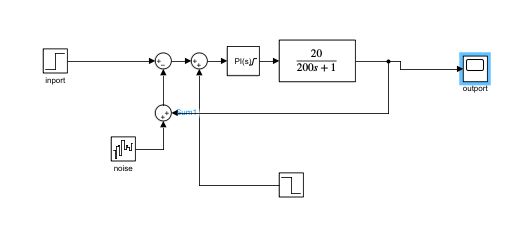 PI(s)
20
200s + 1
inport
outport
Sum1
noise